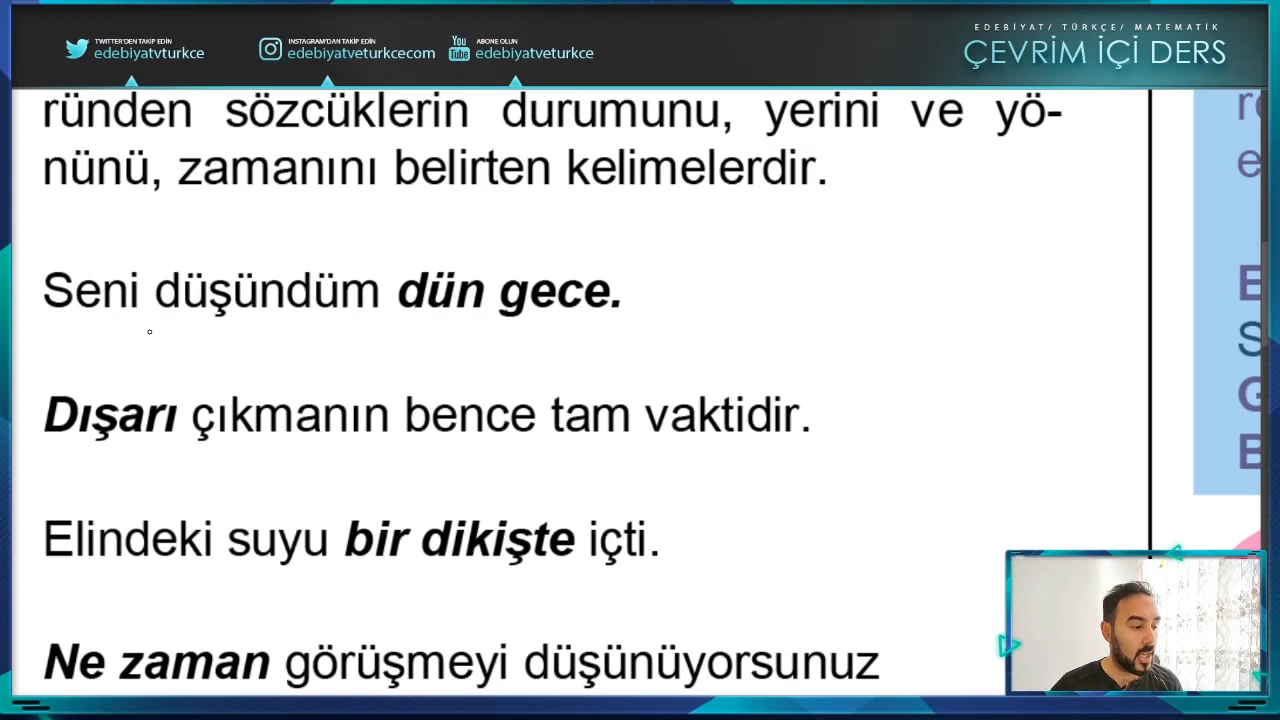 TWITTER'DEN TAKİP EDİN
edebiyatvturkce
INSTAGRAM'DAN TAKİP EDİN
edebiyatveturkcecom
You
Tube
ABONE OLUN
edebiyatveturkce
EDEBİYAT/ TÜRKÇE/ MATEMATİK
ÇEVRİM İÇİ DERS
ründen sözcüklerin durumunu, yerini ve yö-
nünü, zamanını belirten kelimelerdir.
Seni düşündüm dün gece.
Dışarı çıkmanın bence tam vaktidir.
Elindeki suyu bir dikişte içti.
Ne zaman görüşmeyi düşünüyorsunuz